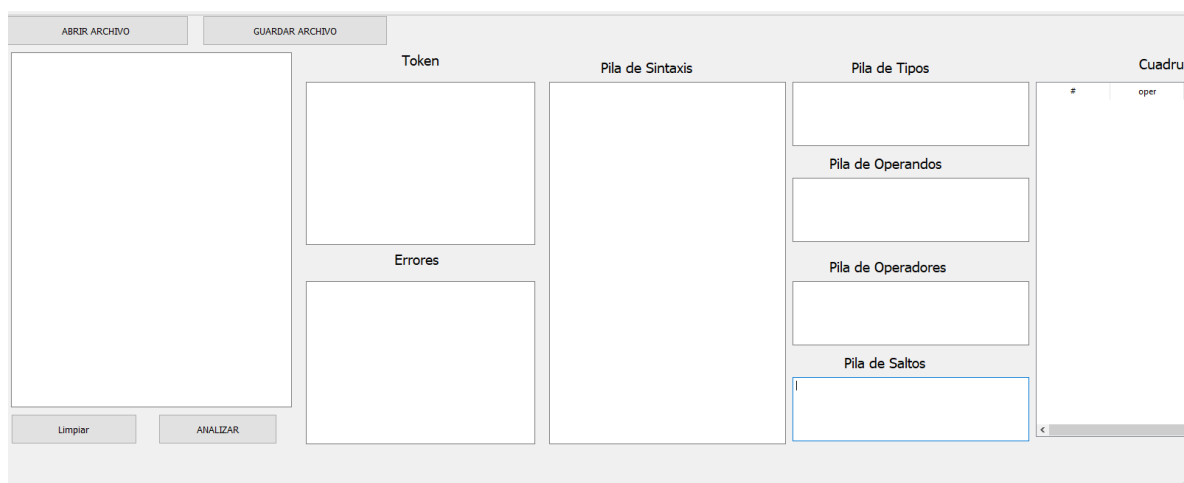 ABRIR ARCHIVO
GUARDAR ARCHIVO
Token
Pila de Sintaxis
Pila de Tipos
Cuadru
#
oper
Pila de Operandos
Errores
Pila de Operadores
Pila de Saltos
Limpiar
ANALIZAR